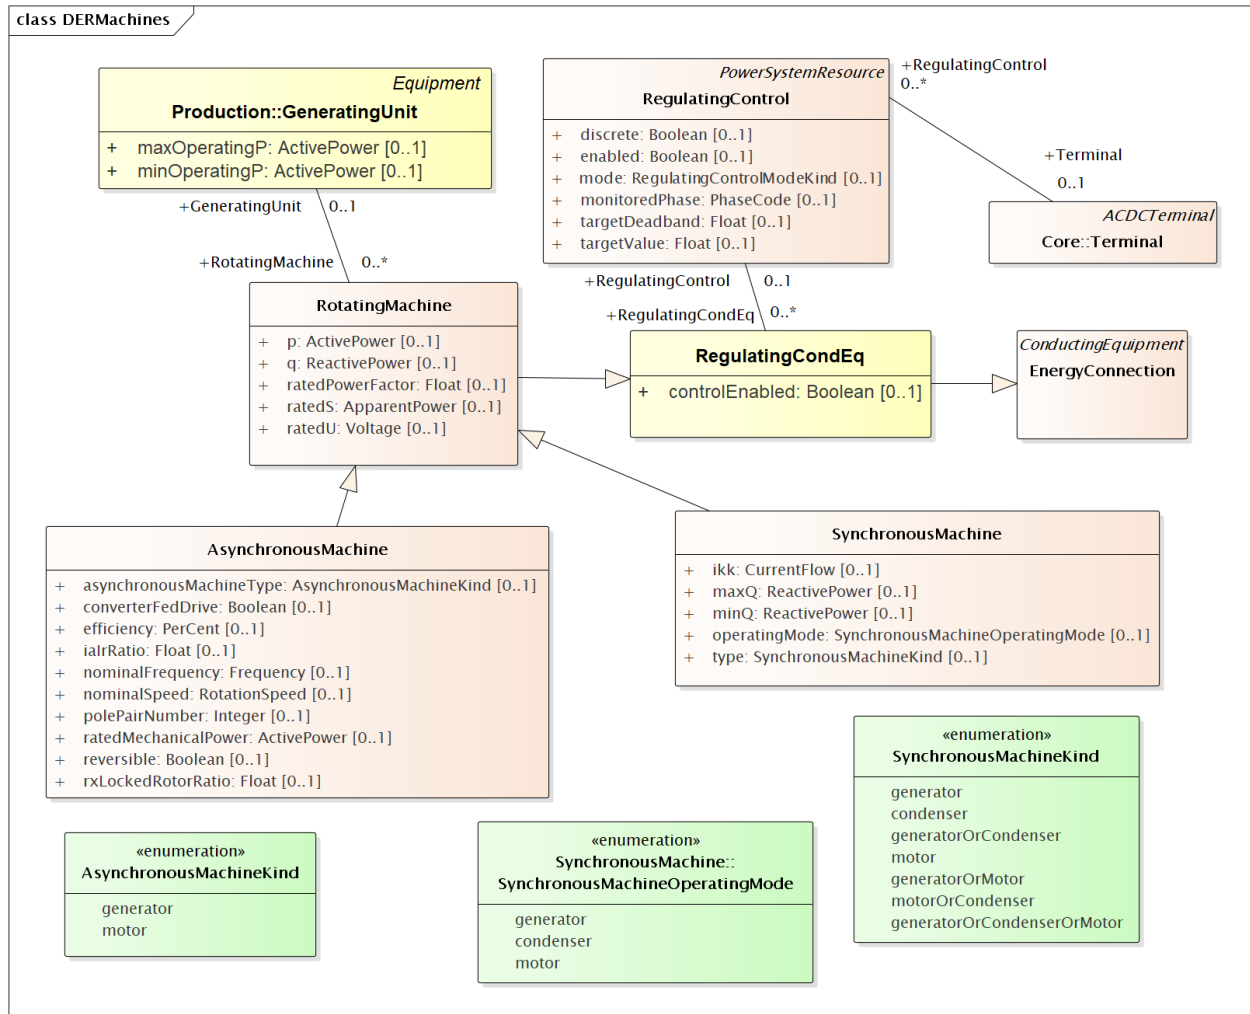 class DERMachines
Equipment
Production::GeneratingUnit
+ maxOperatingP: ActivePower [0..1]
+ minOperatingP: ActivePower [0..1]
+GeneratingUnit 0..1
+RotatingMachine 0..*
PowerSystemResource
RegulatingControl
+ discrete: Boolean [0..1]
+ enabled: Boolean [0..1]
+ mode: RegulatingControlModeKind [0..1]
+ monitoredPhase: PhaseCode [0..1]
+ targetDeadband: Float [0..1]
+ targetValue: Float [0..1]
+RegulatingControl
0..*
+Terminal
0..1
ACDCTerminal
Core::Terminal
+RegulatingControl 0..1
+RegulatingCondEq 0..*
RotatingMachine
+ p: ActivePower [0..1]
+ q: ReactivePower [0..1]
+ ratedPowerFactor: Float [0..1]
+ ratedS: ApparentPower [0..1]
+ ratedU: Voltage [0..1]
RegulatingCondEq
+ controlEnabled: Boolean [0..1]
ConductingEquipment
EnergyConnection
AsynchronousMachine
+ asynchronousMachineType: AsynchronousMachineKind [0..1]
+ converterFedDrive: Boolean [0..1]
+ efficiency: PerCent [0..1]
+ iaIrRatio: Float [0..1]
+ nominalFrequency: Frequency [0..1]
+ nominalSpeed: RotationSpeed [0..1]
+ polePairNumber: Integer [0..1]
+ ratedMechanicalPower: ActivePower [0..1]
+ reversible: Boolean [0..1]
+ rxLockedRotorRatio: Float [0..1]
SynchronousMachine
+ ikk: CurrentFlow [0..1]
+ maxQ: ReactivePower [0..1]
+ minQ: ReactivePower [0..1]
+ operatingMode: SynchronousMachineOperatingMode [0..1]
+ type: SynchronousMachineKind [0..1]
«enumeration»
AsynchronousMachineKind
generator
motor
«enumeration»
SynchronousMachine::
SynchronousMachineOperatingMode
generator
condenser
motor
«enumeration»
SynchronousMachineKind
generator
condenser
generatorOrCondenser
motor
generatorOrMotor
motorOrCondenser
generatorOrCondenserOrMotor